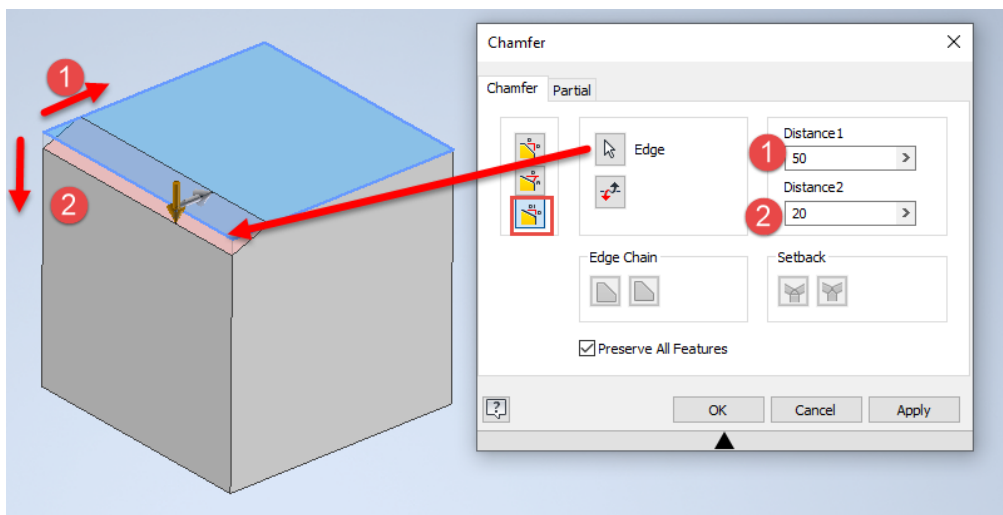 Chamfer
Chamfer Partial
Edge
Distance1
1 50
Distance2
2 20
Edge Chain
Setback
Preserve All Features
?
OK Cancel Apply
1
2